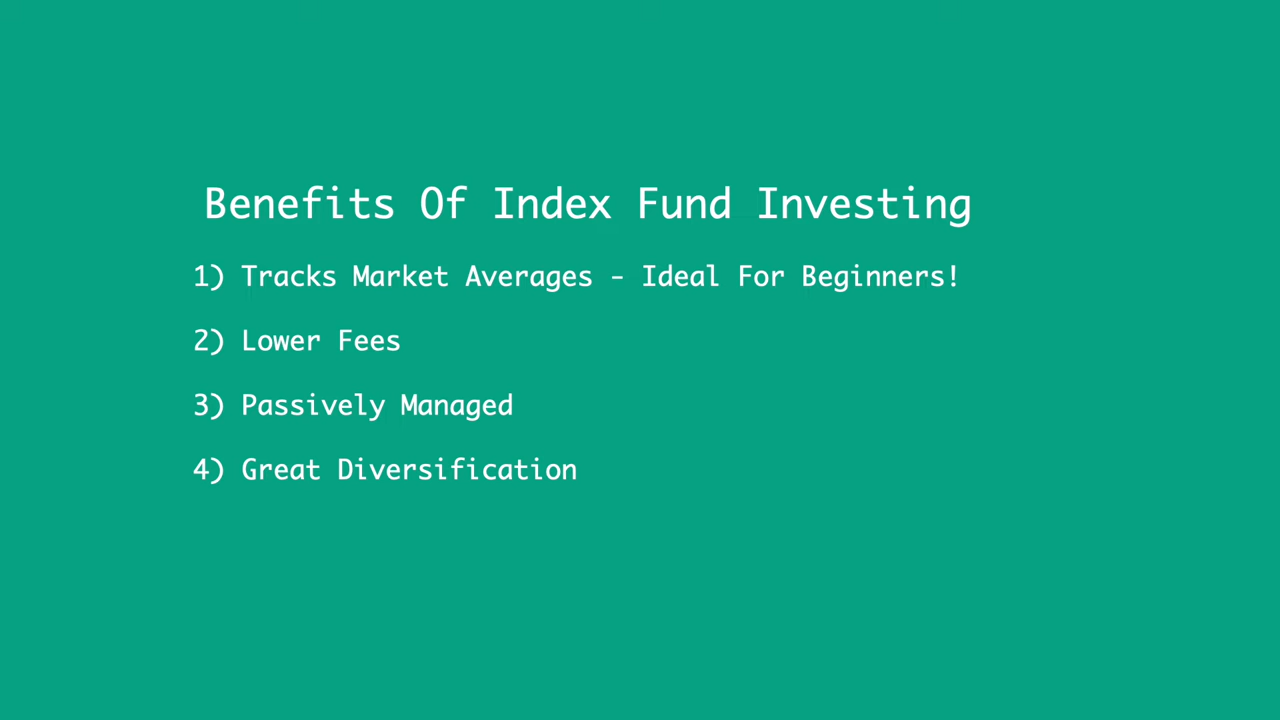 Benefits Of Index Fund Investing
1) Tracks Market Averages - Ideal For Beginners!
2) Lower Fees
3) Passively Managed
4) Great Diversification